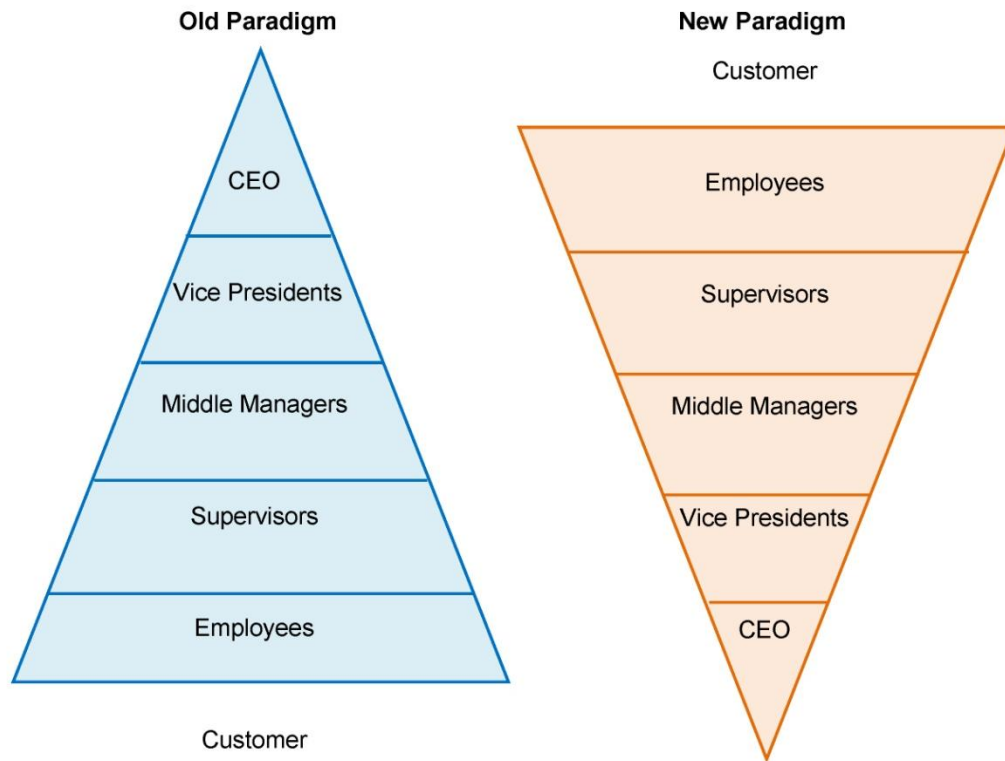 Old Paradigm
CEO
Vice Presidents
Middle Managers
Supervisors
Employees
Customer
New Paradigm
Customer
Employees
Supervisors
Middle Managers
Vice Presidents
CEO